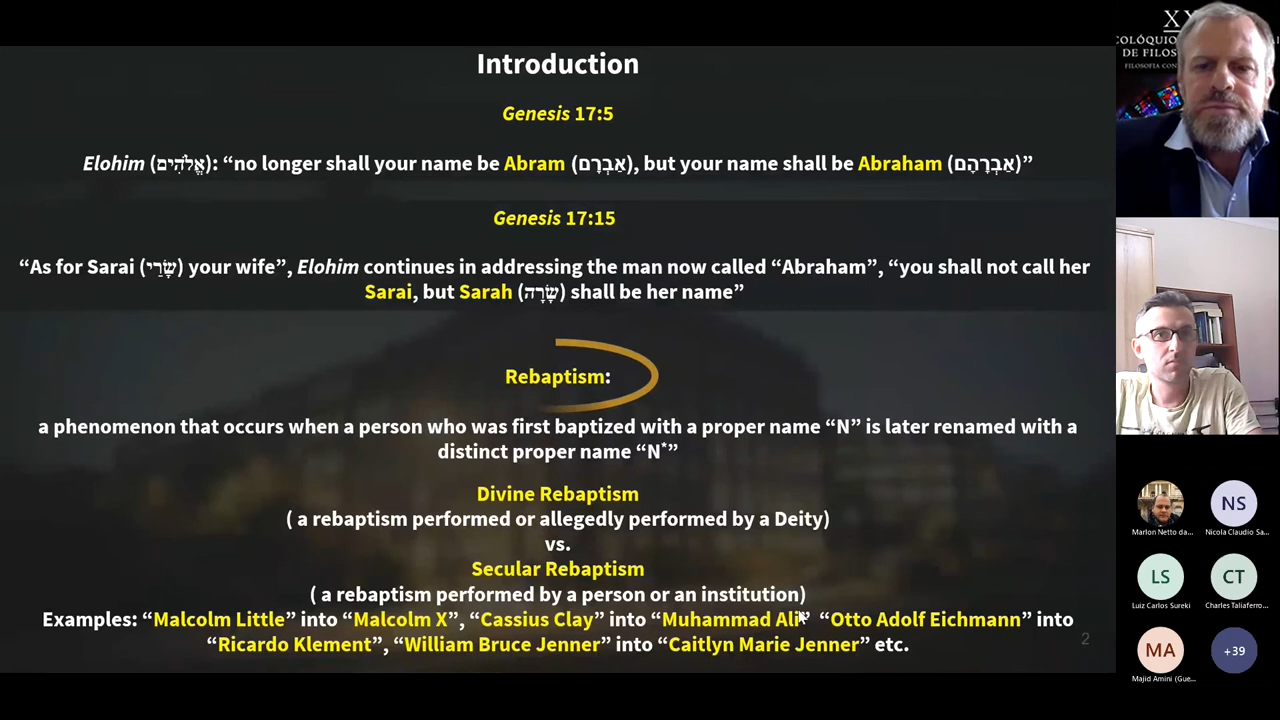 Introduction
Genesis 17:5
Elohim (אֱלֹהִים): “no longer shall your name be Abram (אַבְרָם), but your name shall be Abraham (אַבְרָהָם)”
Genesis 17:15
“As for Sarai (שָׂרַי) your wife”, Elohim continues in addressing the man now called “Abraham”, “you shall not call her
Sarai, but Sarah (שָׂרָה) shall be her name”
Rebaptism:
a phenomenon that occurs when a person who was first baptized with a proper name “N” is later renamed with a
distinct proper name “N*”
Divine Rebaptism
( a rebaptism performed or allegedly performed by a Deity)
vs.
Secular Rebaptism
( a rebaptism performed by a person or an institution)
Examples: “Malcolm Little” into “Malcolm X”, “Cassius Clay” into “Muhammad Ali” “Otto Adolf Eichmann” into
“Ricardo Klement”, “William Bruce Jenner” into “Caitlyn Marie Jenner” etc.
2
XX
COLÓQUIO
DE FILOS
FILOSOFIA CON
Marlon Netto da...
NS
Nicola Claudio Sa...
LS
Luiz Carlos Sureki
CT
Charles Taliaferro...
MA
Majid Amini (Gue...
+39